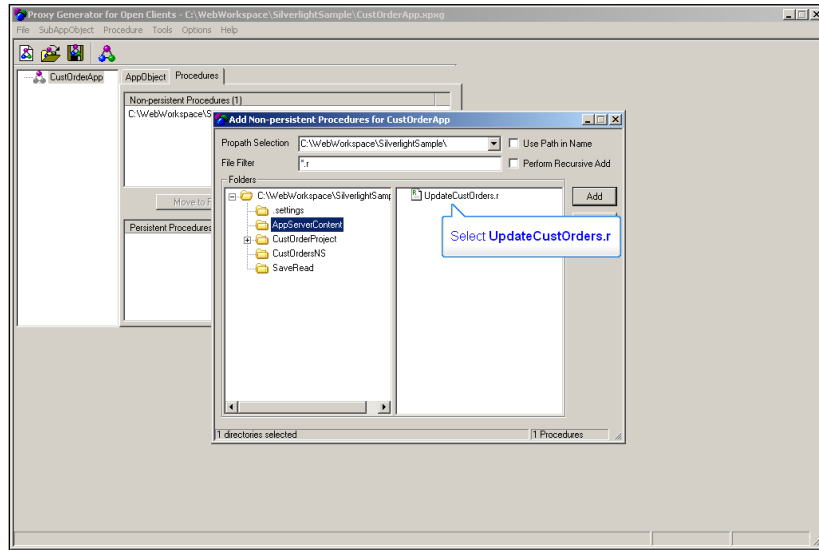 Proxy Generator for Open Clients - C:\WebWorkspace\SilverlightSample\CustOrderApp.xpxg
File SubAppObject Procedure Tools Options Help
CustOrderApp
AppObject Procedures
Non-persistent Procedures (1)
C:\WebWorkspace\S
Add Non-persistent Procedures for CustOrderApp
Propath Selection C:\WebWorkspace\SilverlightSample\ Use Path in Name
File Filter *.r Perform Recursive Add
Folders
C:\WebWorkspace\SilverlightSamp
UpdateCustOrders.r
Add
.settings
Move to P
AppServerContent
Persistent Procedures
CustOrderProject
Select UpdateCustOrders.r
CustOrdersNS
SaveRead
1 directories selected
1 Procedures